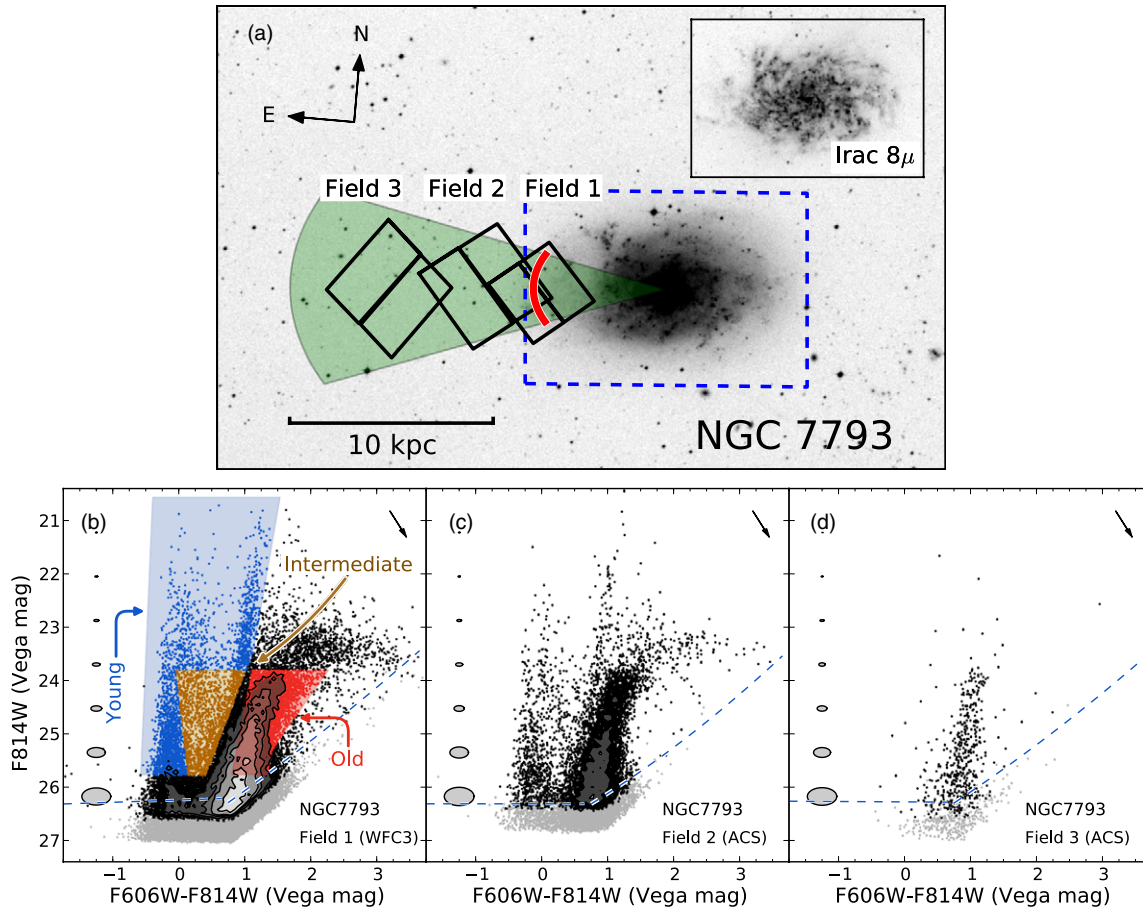 (a)
N
E
Irac 8μ
Field 3
Field 2
Field 1
10 kpc
NGC 7793
(b)
(c)
(d)
Intermediate
Young
Old
21
22
23
24
25
26
27
F814W (Vega mag)
NGC7793
Field 1 (WFC3)
NGC7793
Field 2 (ACS)
NGC7793
Field 3 (ACS)
−1 0 1 2 3
−1 0 1 2 3
−1 0 1 2 3
F606W-F814W (Vega mag)
F606W-F814W (Vega mag)
F606W-F814W (Vega mag)